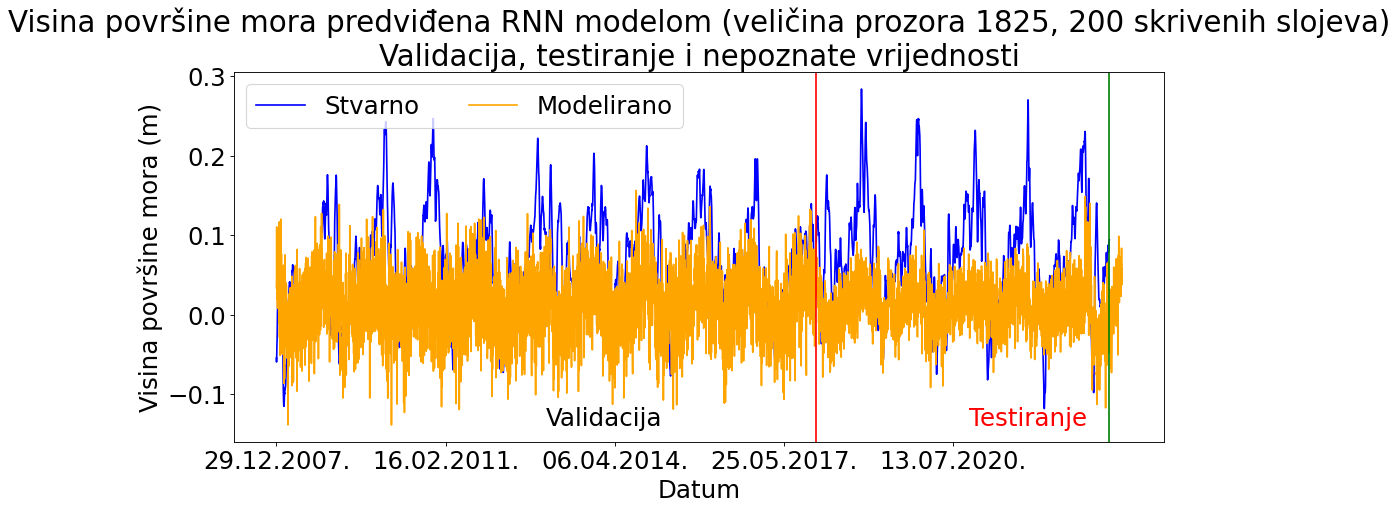 Visina površine mora predviđena RNN modelom (veličina prozora 1825, 200 skrivenih slojeva)
Validacija, testiranje i nepoznate vrijednosti
Stvarno
Modelirano
Visina površine mora (m)
0.3
0.2
0.1
0.0
−0.1
Validacija
Testiranje
29.12.2007.
16.02.2011.
06.04.2014.
25.05.2017.
13.07.2020.
Datum